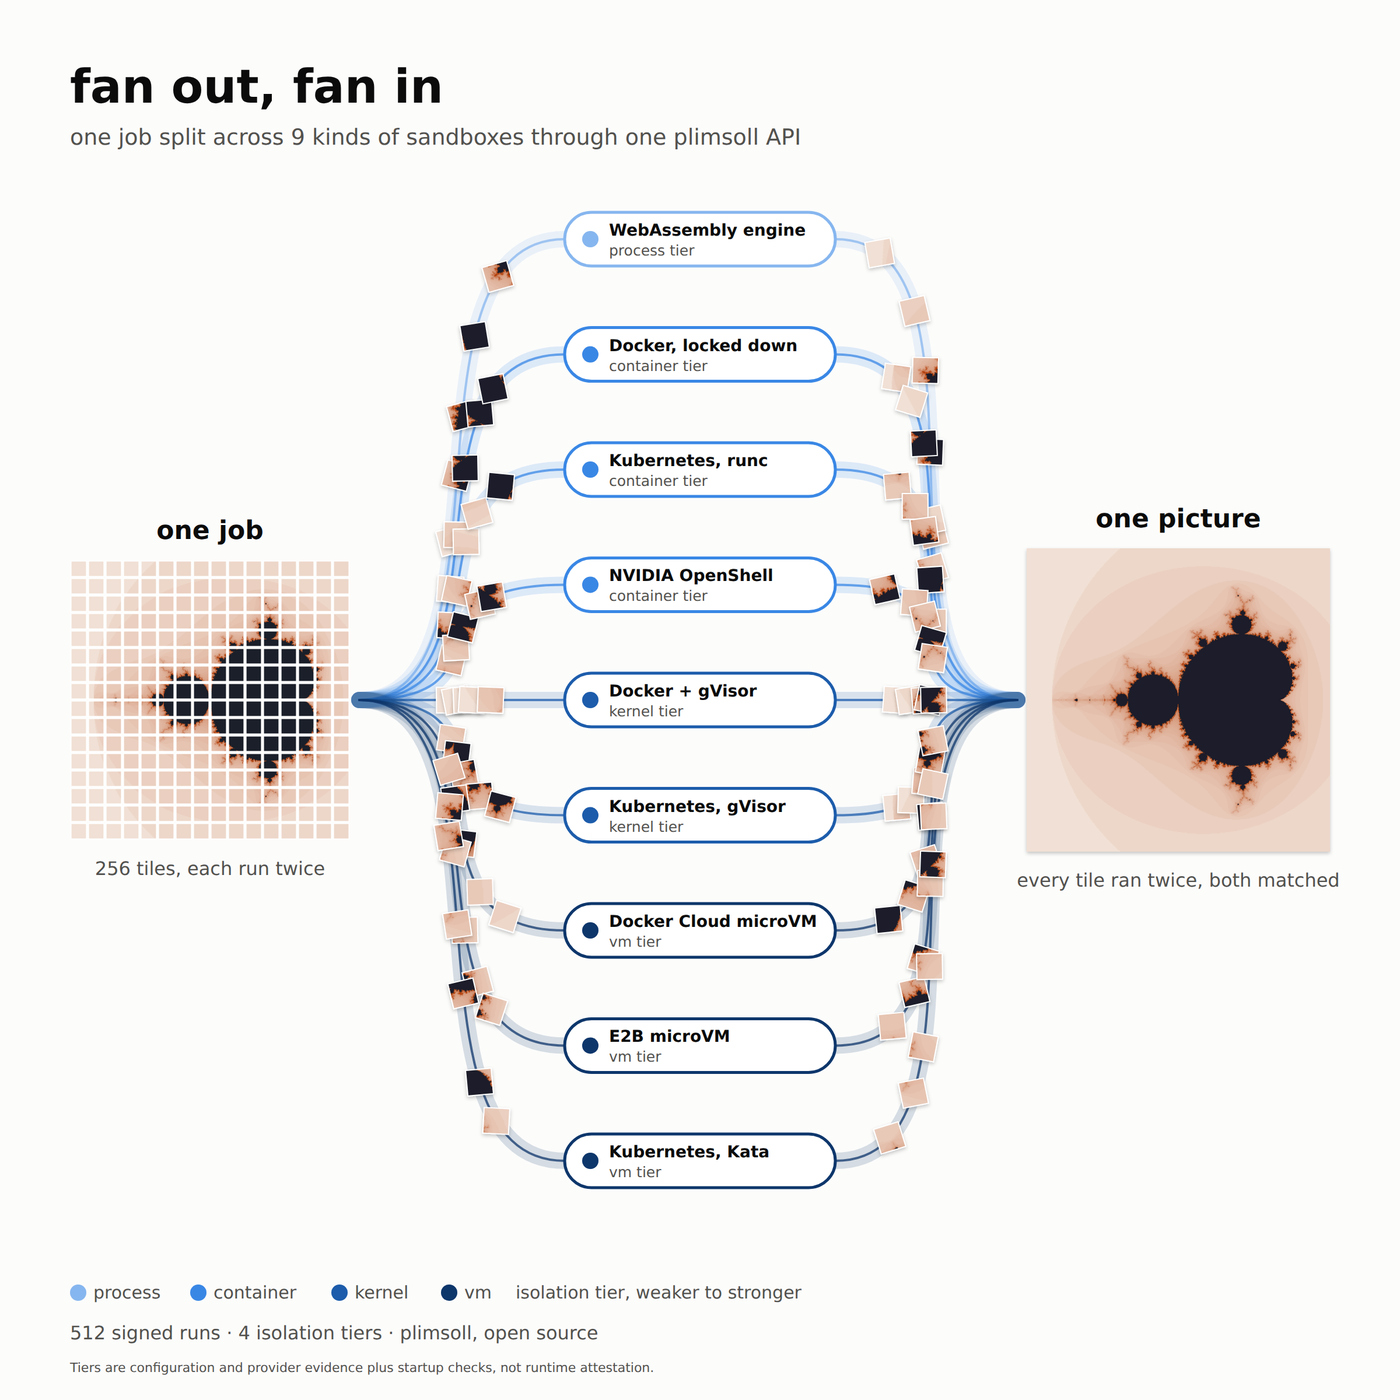 fan out, fan in
one job split across 9 kinds of sandboxes through one plimsoll API
WebAssembly engine
process tier
Docker, locked down
container tier
Kubernetes, runc
container tier
NVIDIA OpenShell
container tier
Docker + gVisor
kernel tier
Kubernetes, gVisor
kernel tier
Docker Cloud microVM
vm tier
E2B microVM
vm tier
Kubernetes, Kata
vm tier
one job
256 tiles, each run twice
one picture
every tile ran twice, both matched
process container kernel vm isolation tier, weaker to stronger
512 signed runs · 4 isolation tiers · plimsoll, open source
Tiers are configuration and provider evidence plus startup checks, not runtime attestation.